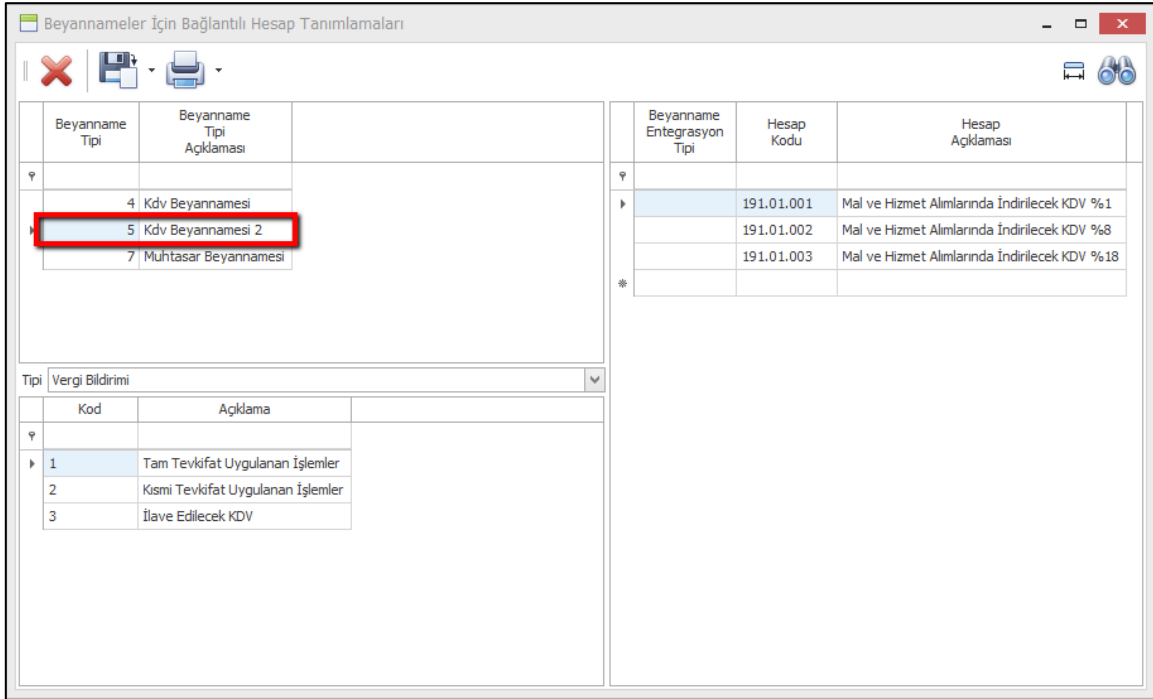 Beyannameler İçin Bağlantılı Hesap Tanımlamaları
Beyanname
Tipi
Beyanname
Tipi
Açıklaması
4 Kdv Beyannamesi
5 Kdv Beyannamesi 2
7 Muhtasar Beyannamesi
Tipi Vergi Bildirimi
Kod Açıklama
1 Tam Tevkifat Uygulanan İşlemler
2 Kısmi Tevkifat Uygulanan İşlemler
3 İlave Edilecek KDV
Beyanname
Entegrasyon
Tipi
Hesap
Kodu
Hesap
Açıklaması
191.01.001 Mal ve Hizmet Alımlarında İndirilecek KDV %1
191.01.002 Mal ve Hizmet Alımlarında İndirilecek KDV %8
191.01.003 Mal ve Hizmet Alımlarında İndirilecek KDV %18